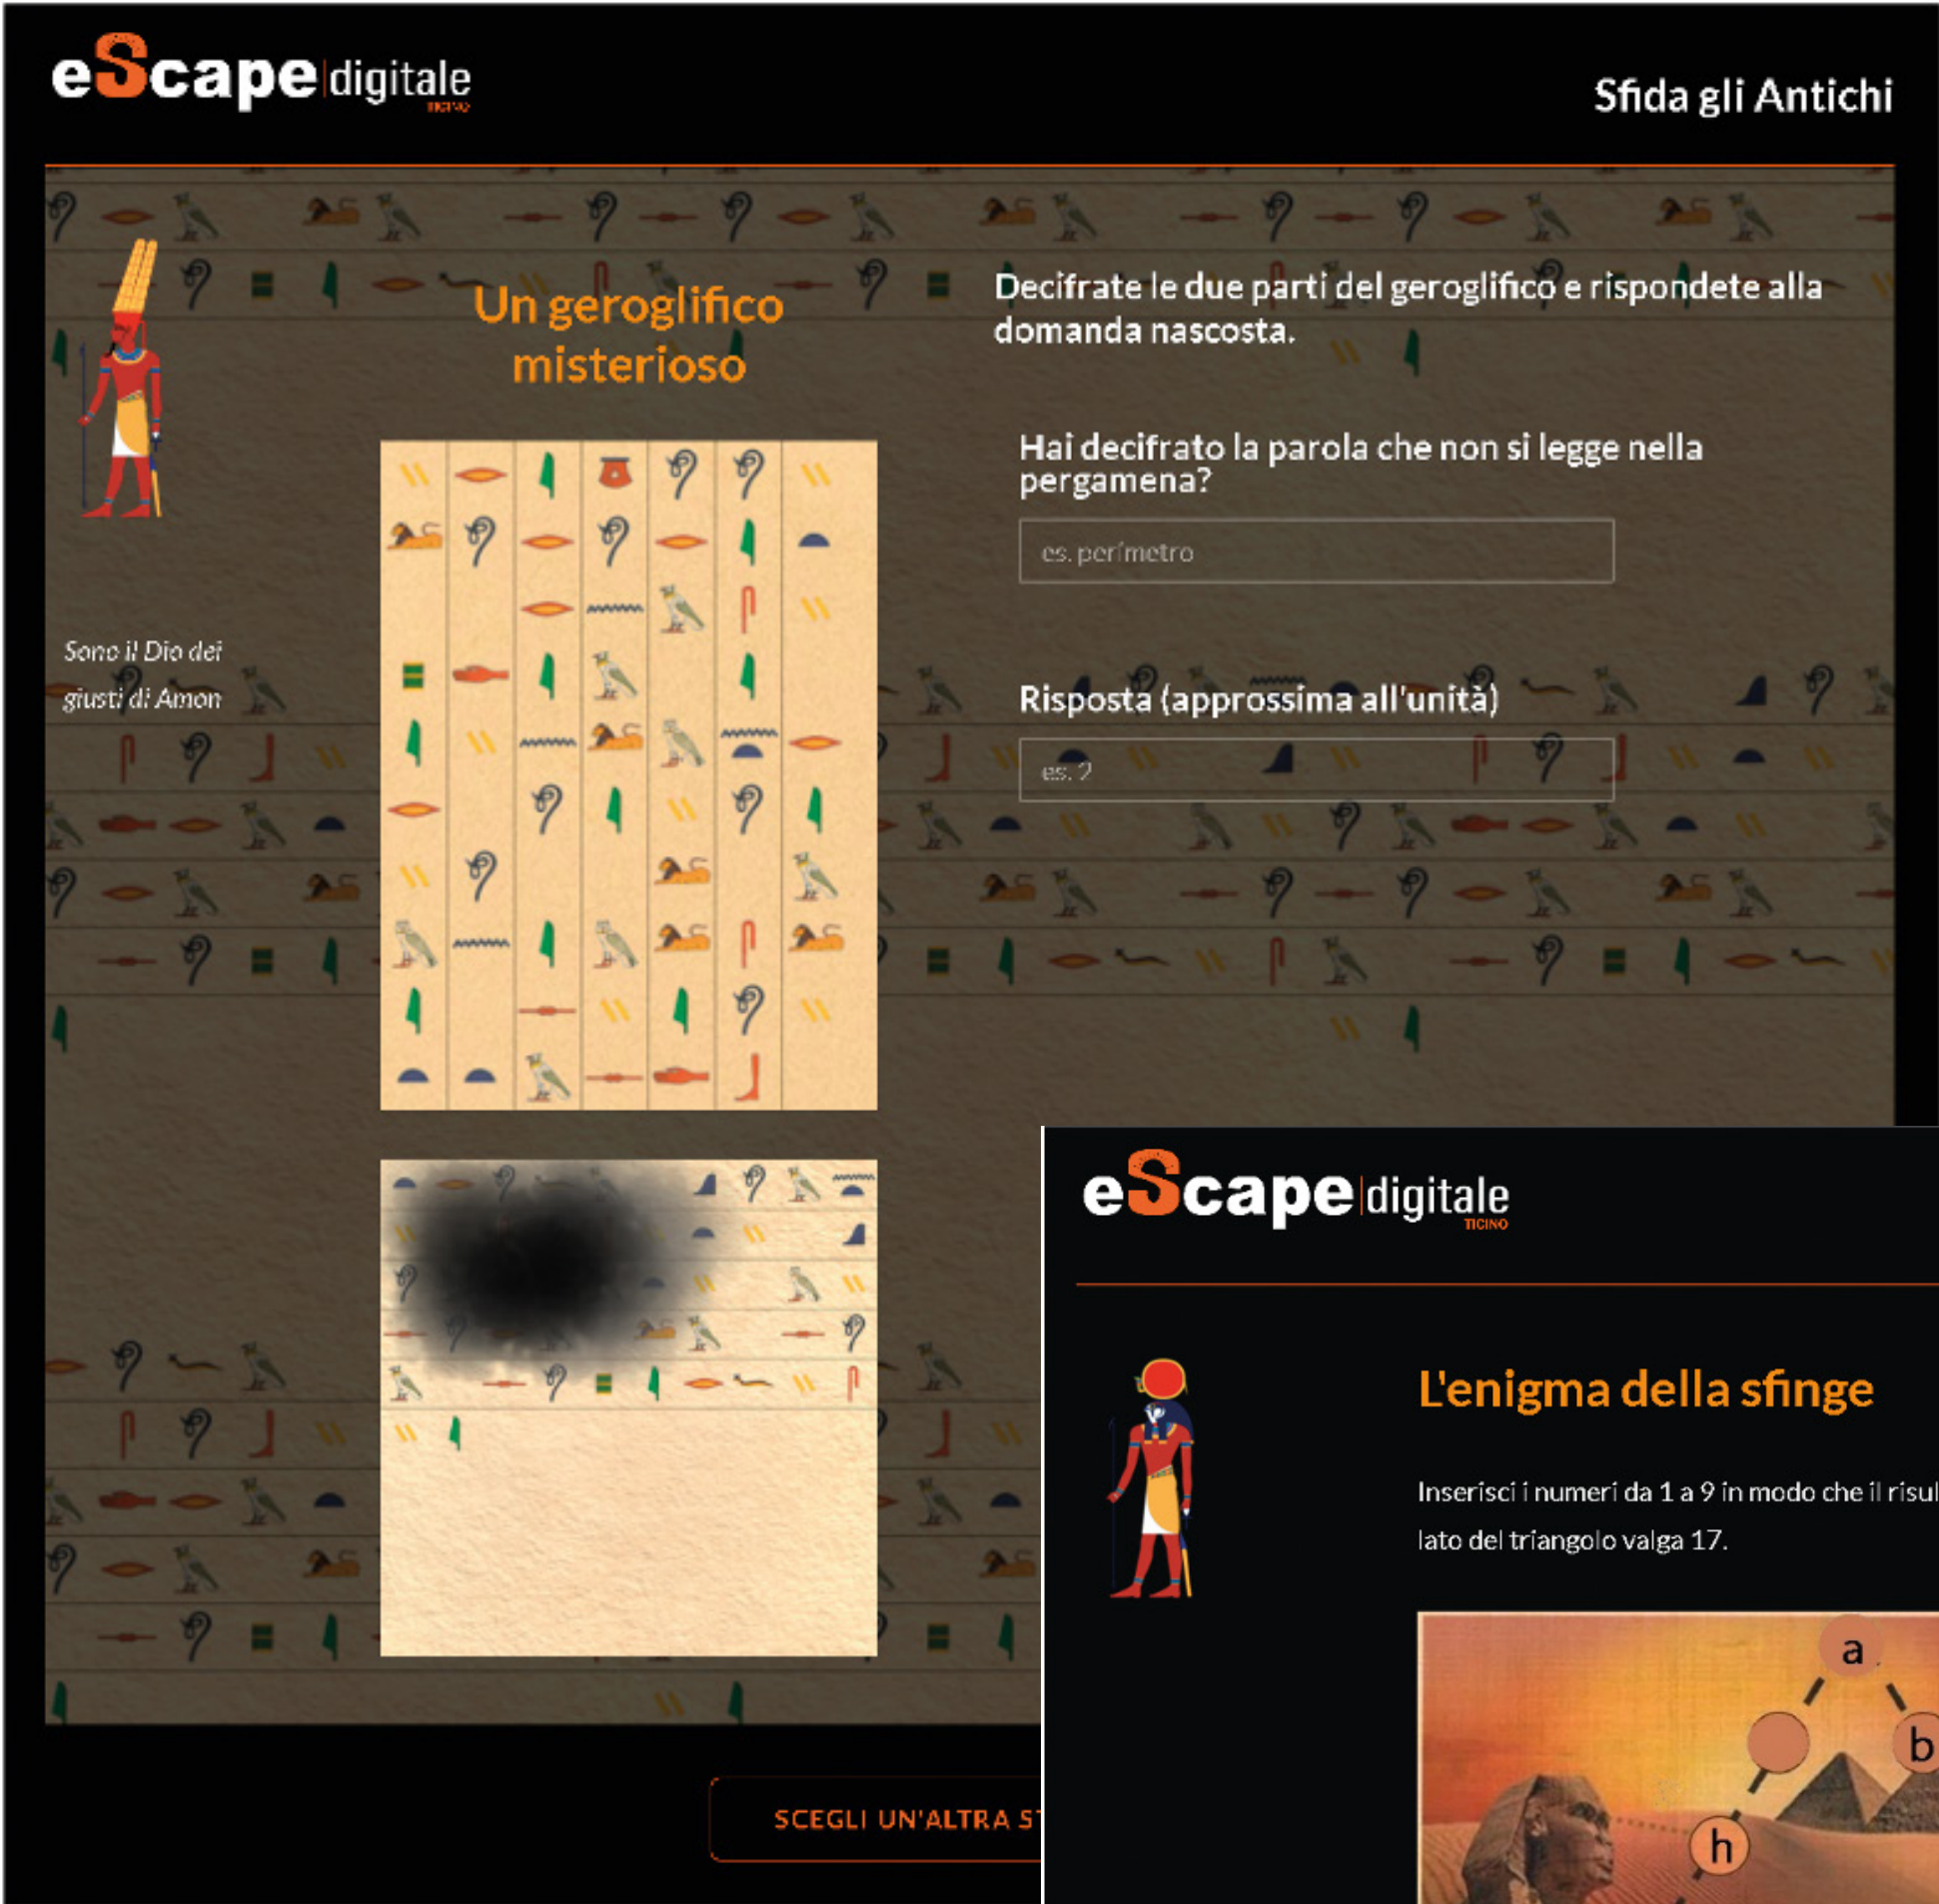 eScape digitale
TICINO
Sfida gli Antichi
Un geroglifico
misterioso
Sono il Dio dei
giusti di Amon
Decifrate le due parti del geroglifico e rispondete alla
domanda nascosta.
Hai decifrato la parola che non si legge nella
pergamena?
es. perimetro
Risposta (approssima all'unità)
es. 2
SCEGLI UN'ALTRA
eScape digitale
TICINO
L'enigma della sfinge
Inserisci i numeri da 1 a 9 in modo che il
lato del triangolo valga 17.
a
b
h